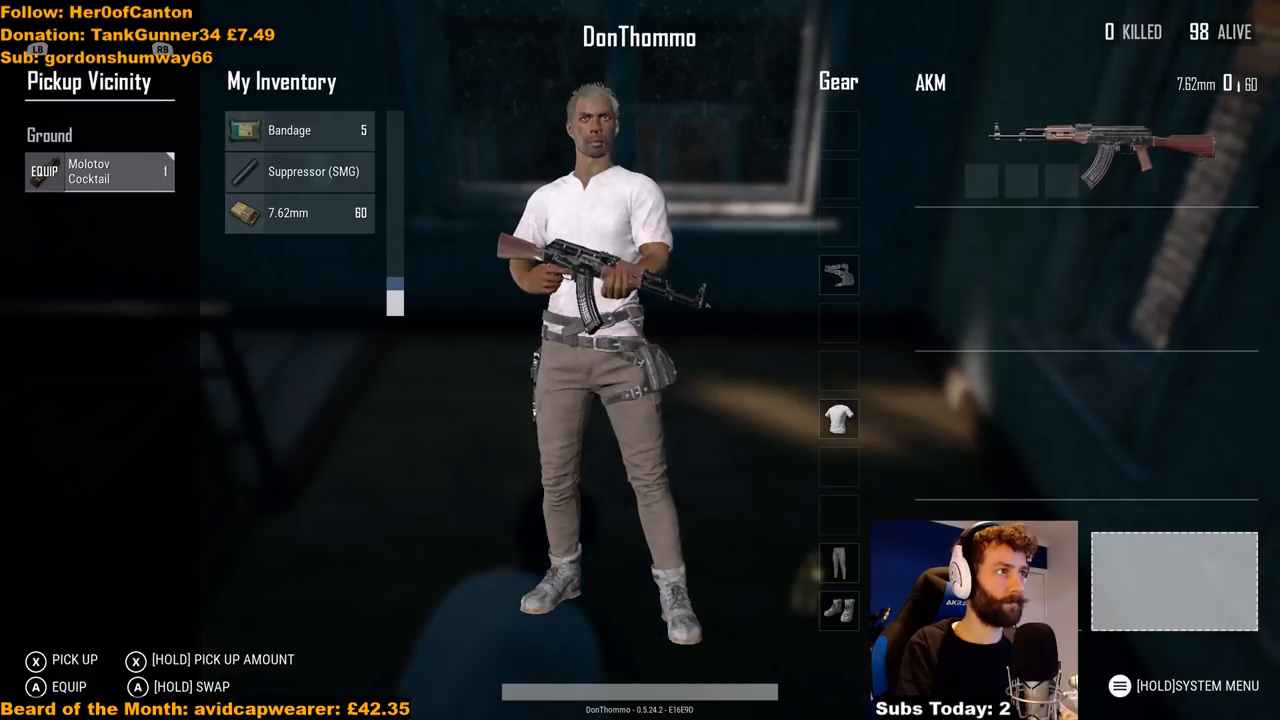 Follow: Her0ofCanton
Donation: TankGunner34 £7.49
LB
RB
Sub: gordonshumway66
DonThommo
0 KILLED 98 ALIVE
Pickup Vicinity
My Inventory
Gear
AKM
7.62mm 0 60
Ground
EQUIP
Molotov
Cocktail
1
Bandage 5
Suppressor (SMG)
7.62mm 60
AKRA
X PICK UP
X [HOLD] PICK UP AMOUNT
A EQUIP
A [HOLD] SWAP
[HOLD]SYSTEM MENU
Beard of the Month: avidcapwearer: £42.35
DonThommo - 0.5.24.2 - E16E9D
Subs Today: 2